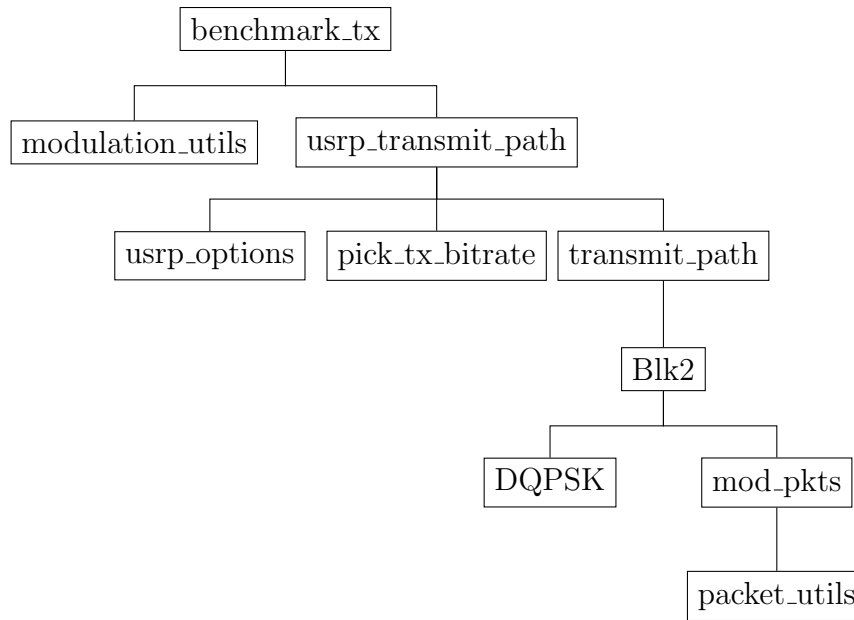 benchmark_tx
modulation_utils
usrp_transmit_path
usrp_options
pick_tx_bitrate
transmit_path
Blk2
DQPSK
mod_pkts
packet_utils